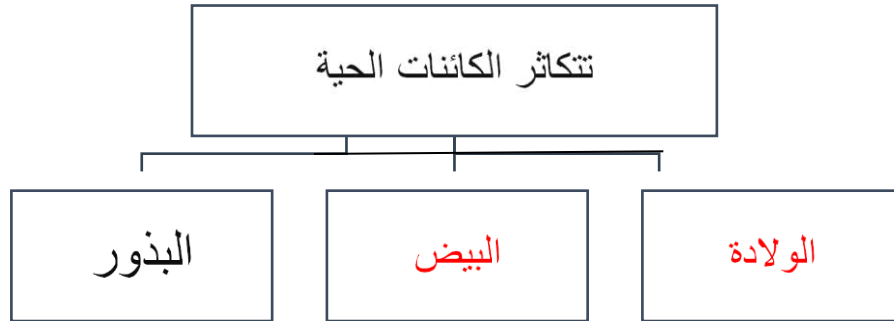 تتكاثر الكائنات الحية
الولادة
البيض
البذور